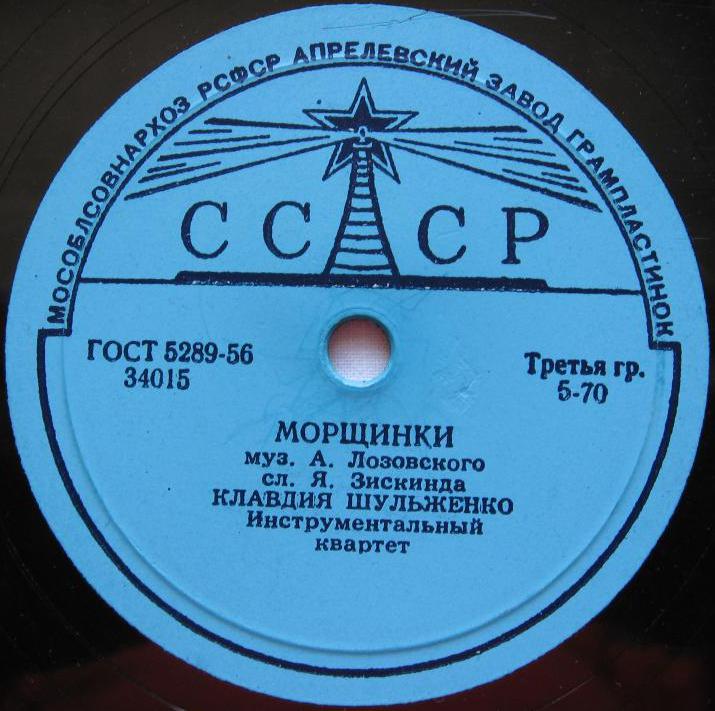 МОСОБЛСОВНАРХОЗ РСФСР АПРЕЛЕВСКИЙ ЗАВОД ГРАМПЛАСТИНОК
СССР
ГОСТ 5289-56
34015
Третья гр.
5-70
МОРЩИНКИ
муз. А. Лозовского
сл. Я. Зискинда
КЛАВДИЯ ШУЛЬЖЕНКО
Инструментальный
квартет